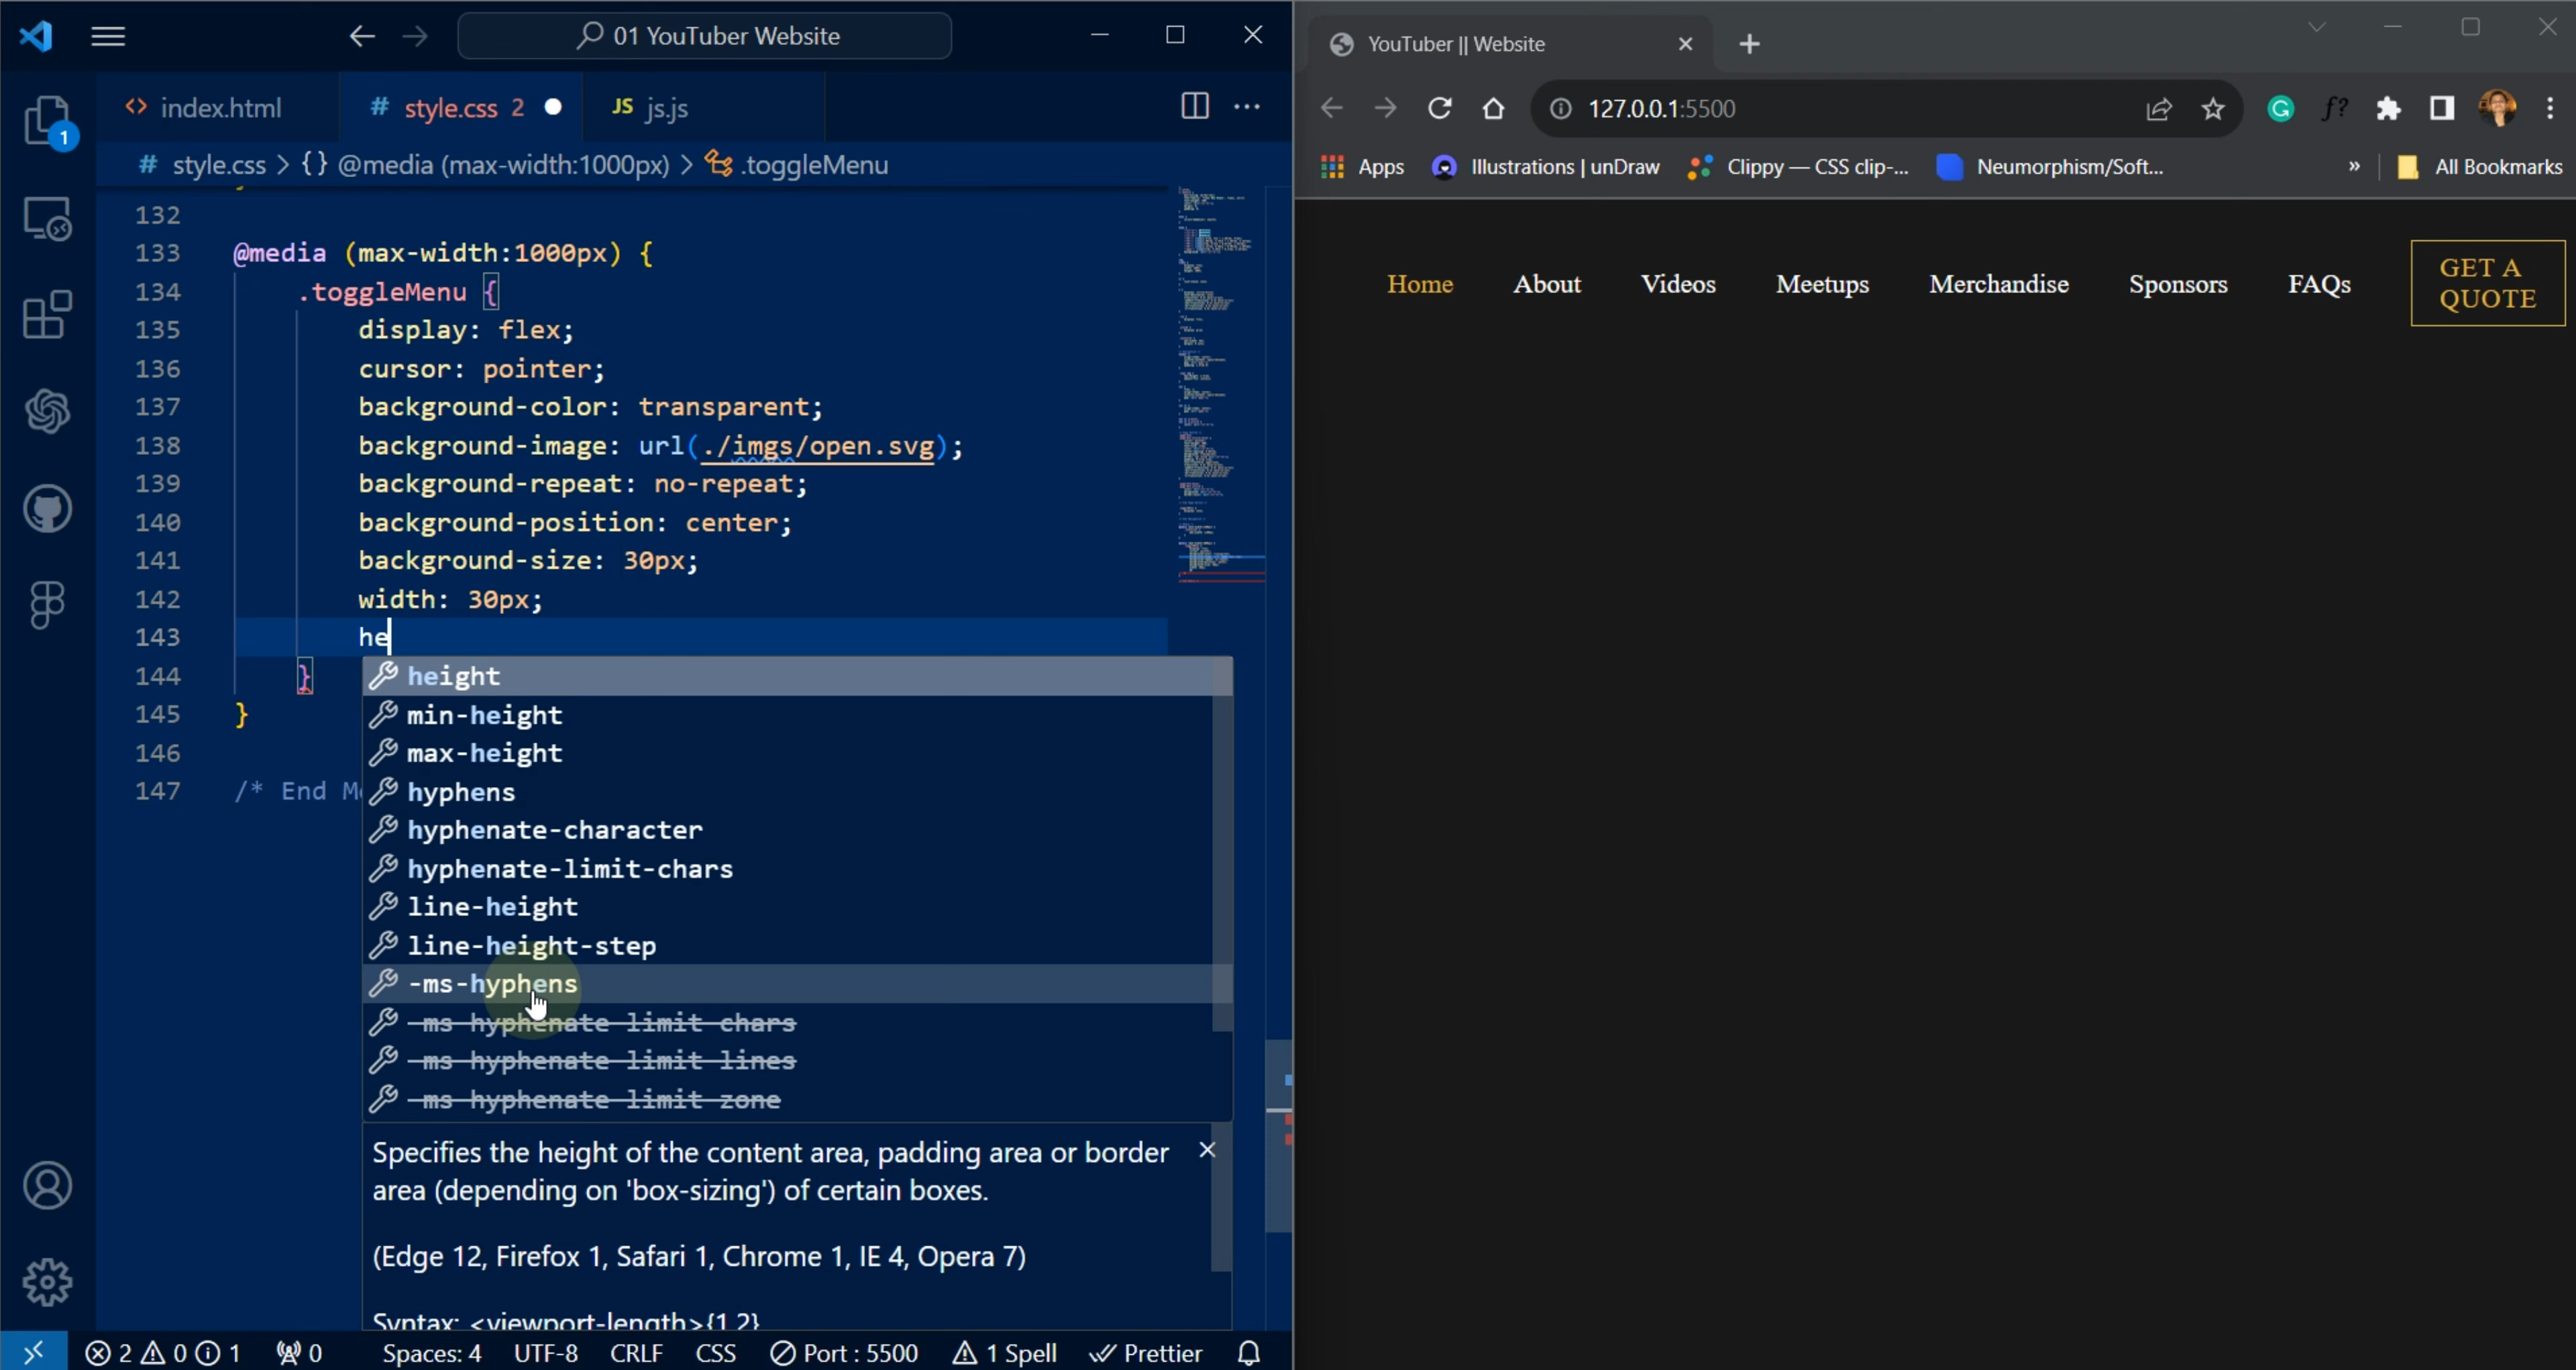 01 YouTuber Website
index.html
# style.css 2
JS js.js
# style.css > {} @media (max-width:1000px) > .toggleMenu
132
133 @media (max-width:1000px) {
134 .toggleMenu {
135 display: flex;
136 cursor: pointer;
137 background-color: transparent;
138 background-image: url(./imgs/open.svg);
139 background-repeat: no-repeat;
140 background-position: center;
141 background-size: 30px;
142 width: 30px;
143 he
144 }
145 }
146
147 /* End M
height
min-height
max-height
hyphens
hyphenate-character
hyphenate-limit-chars
line-height
line-height-step
-ms-hyphens
-ms-hyphenate-limit-chars
-ms-hyphenate-limit-lines
-ms-hyphenate-limit-zone
Specifies the height of the content area, padding area or border
area (depending on 'box-sizing') of certain boxes.
(Edge 12, Firefox 1, Safari 1, Chrome 1, IE 4, Opera 7)
Syntax: <viewport-length>{1,2}
1
2 0 1 0 Spaces: 4 UTF-8 CRLF CSS Port : 5500 1 Spell Prettier
YouTuber || Website
127.0.0.1:5500
f?
Apps Illustrations | unDraw Clippy — CSS clip-... Neumorphism/Soft... » All Bookmarks
Home About Videos Meetups Merchandise Sponsors FAQs
GET A
QUOTE